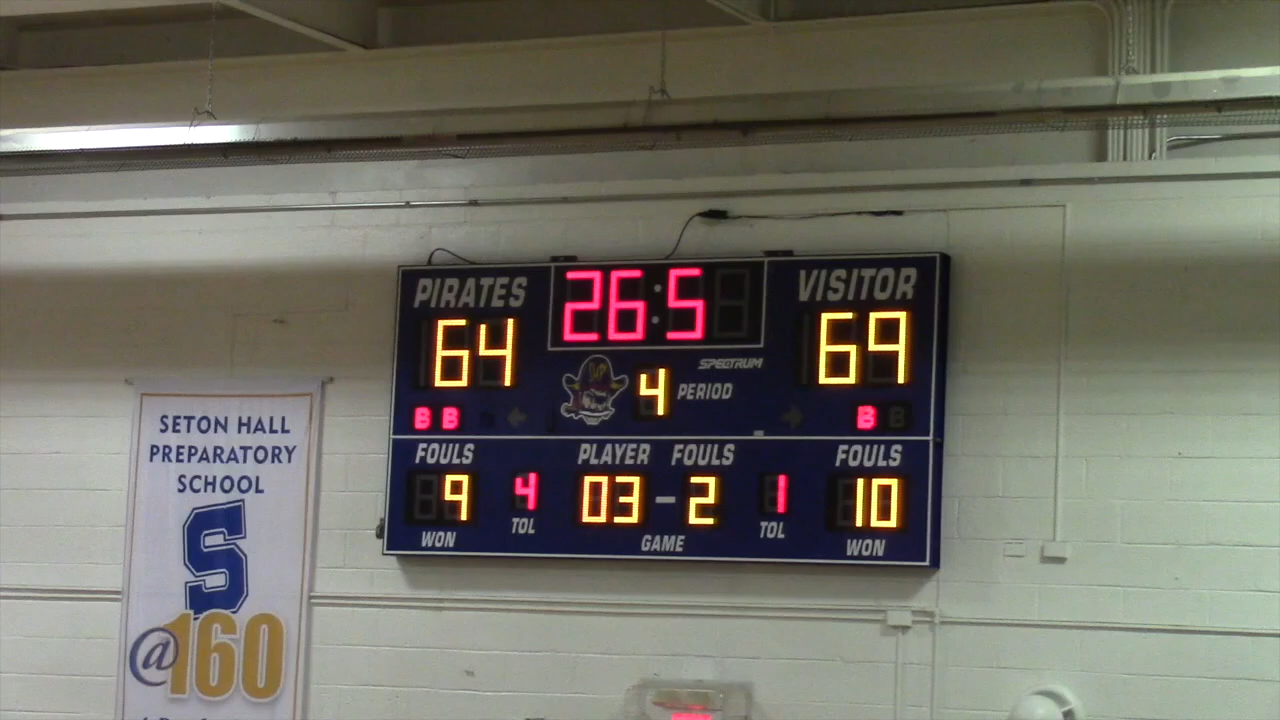 PIRATES 26:5 VISITOR
64 69
SPECTRUM
4 PERIOD
B B B
FOULS PLAYER FOULS FOULS
9 4 03-2 1 10
WON TOL GAME TOL WON
SETON HALL
PREPARATORY
SCHOOL
S
@160